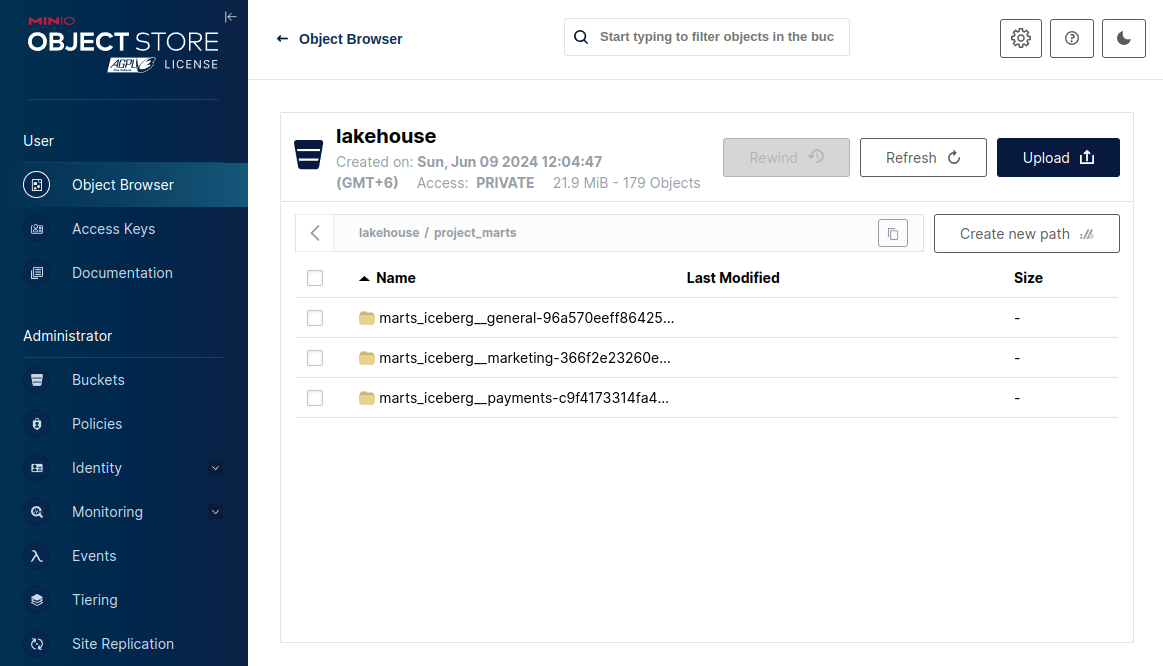 MINIO
OBJECT STORE
AGPL V3 LICENSE
User
Object Browser
Access Keys
Documentation
Administrator
Buckets
Policies
Identity
Monitoring
Events
Tiering
Site Replication
Object Browser
Start typing to filter objects in the buc
lakehouse
Created on: Sun, Jun 09 2024 12:04:47
(GMT+6) Access: PRIVATE 21.9 MiB - 179 Objects
Rewind
Refresh
Upload
lakehouse / project_marts
Create new path
Name Last Modified Size
marts_iceberg__general-96a570eeff86425... -
marts_iceberg__marketing-366f2e23260e... -
marts_iceberg__payments-c9f4173314fa4... -